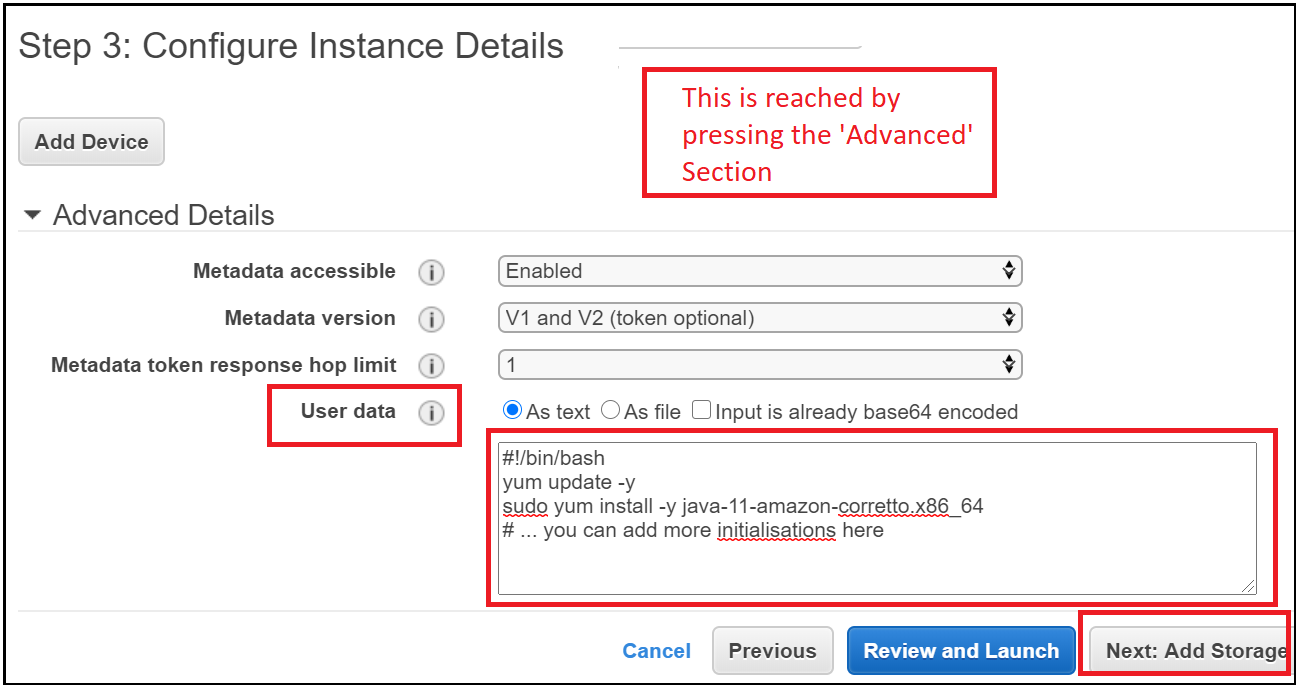 Step 3: Configure Instance Details
This is reached by
pressing the 'Advanced'
Section
Add Device
Advanced Details
Metadata accessible i Enabled
Metadata version i V1 and V2 (token optional)
Metadata token response hop limit i 1
User data i As text As file Input is already base64 encoded
#!/bin/bash
yum update -y
sudo yum install -y java-11-amazon-corretto.x86_64
# ... you can add more initialisations here
Cancel Previous Review and Launch Next: Add Storage